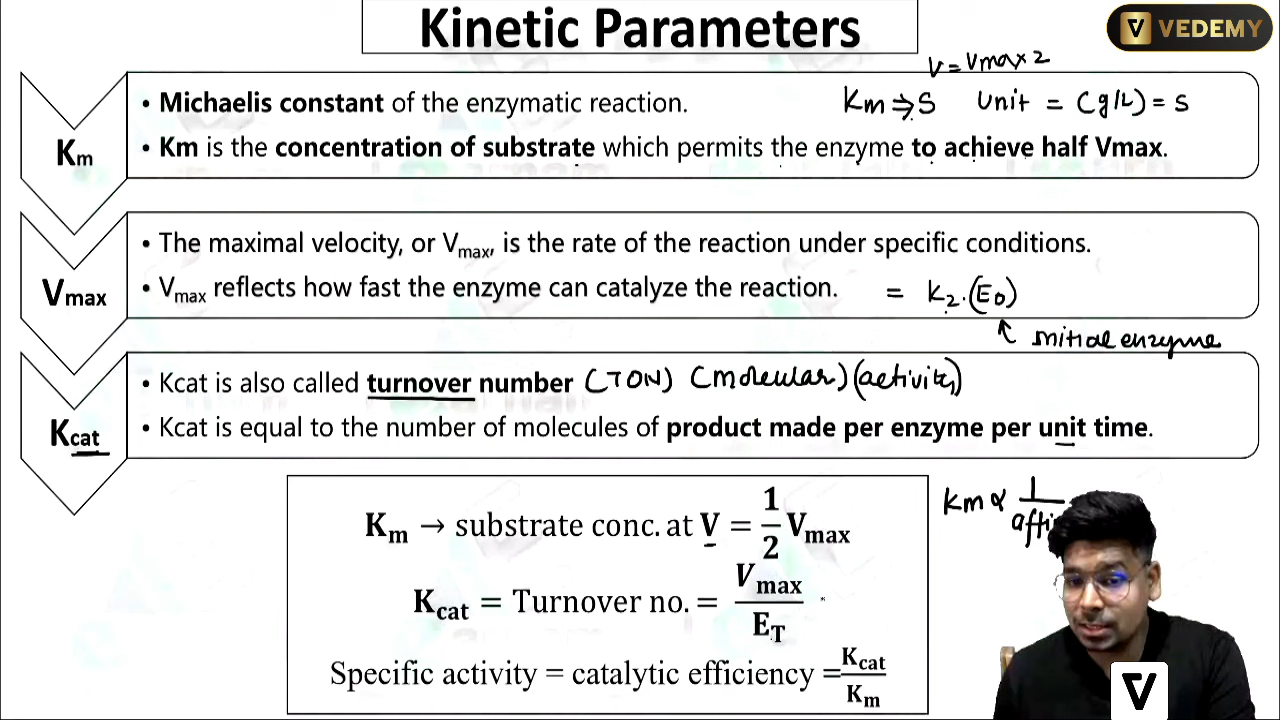 Kinetic Parameters
VEDEMY
V = Vmax 2
Km
• Michaelis constant of the enzymatic reaction.
Km ⇒ S unit = (g/L) = s
• Km is the concentration of substrate which permits the enzyme to achieve half Vmax.
Vmax
• The maximal velocity, or Vmax, is the rate of the reaction under specific conditions.
• Vmax reflects how fast the enzyme can catalyze the reaction. = K2.(E0)
initial enzyme
Kcat
• Kcat is also called turnover number (TON) (molecular) (activity)
• Kcat is equal to the number of molecules of product made per enzyme per unit time.
Km → substrate conc. at V = 1/2 Vmax
Km ∝ 1/
Kcat = Turnover no. = Vmax/ET
Specific activity = catalytic efficiency = Kcat/Km